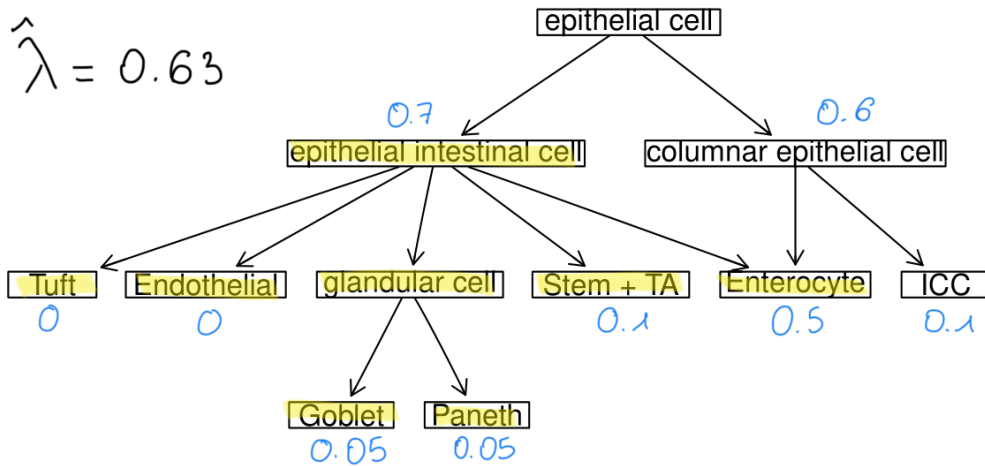 epithelial cell
λ̂ = 0.63
0.7 0.6
epithelial intestinal cell columnar epithelial cell
Tuft Endothelial glandular cell Stem + TA Enterocyte ICC
0 0 0.1 0.5 0.1
Goblet Paneth
0.05 0.05